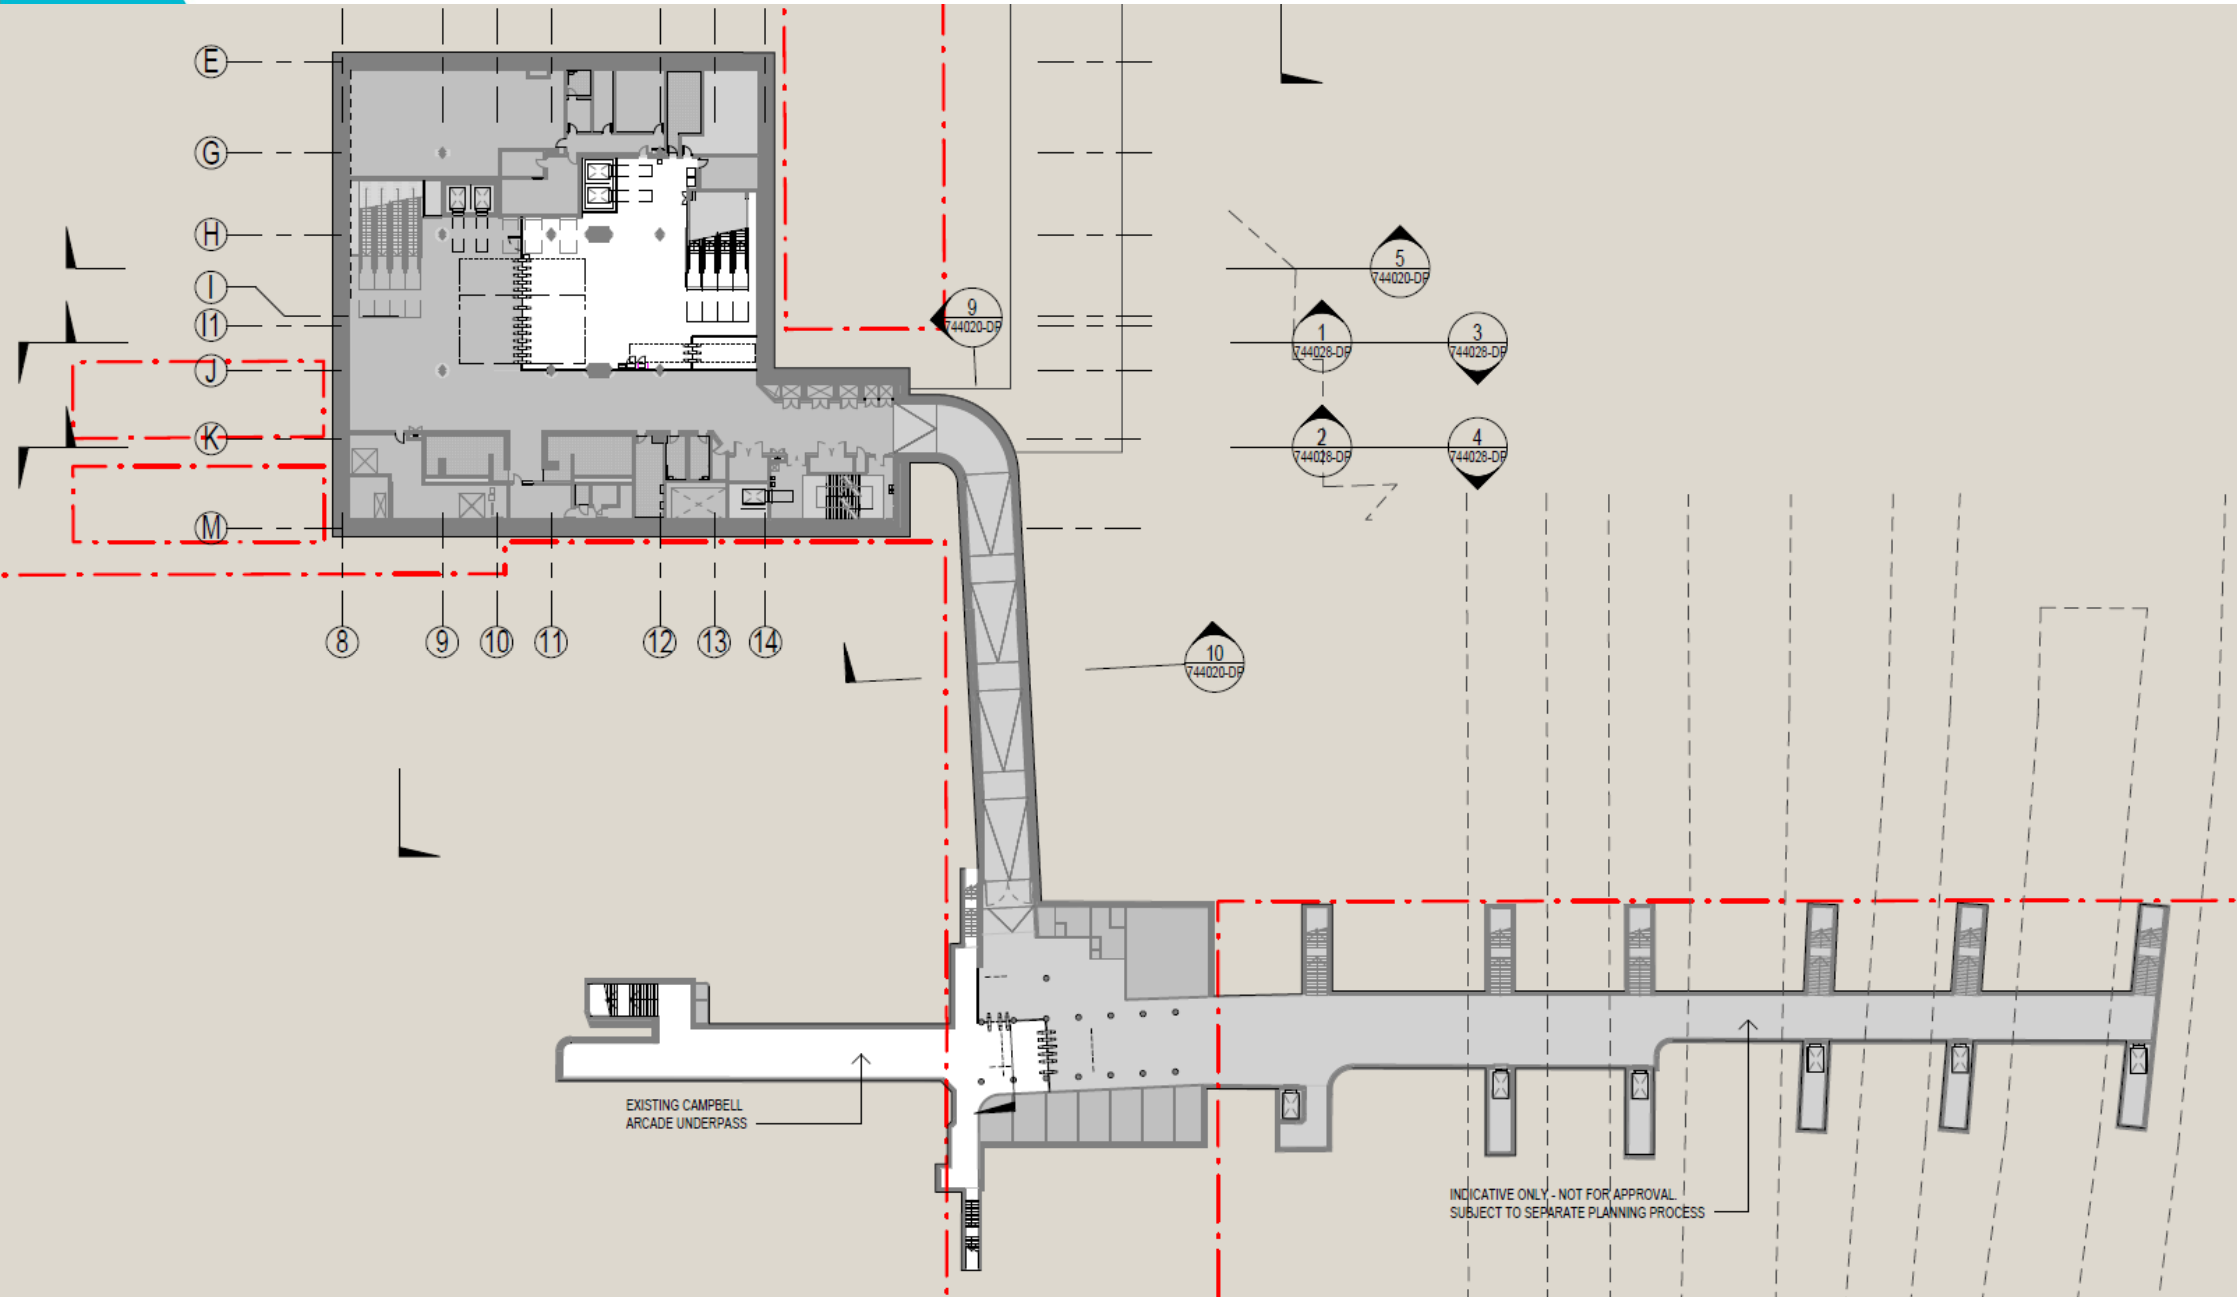 E
G
H
I
I1
J
K
M
8
9
10
11
12
13
14
9
744020-DP
5
744020-DP
1
744028-DP
3
744028-DP
2
744028-DP
4
744028-DP
10
744020-DP
EXISTING CAMPBELL
ARCADE UNDERPASS
INDICATIVE ONLY - NOT FOR APPROVAL.
SUBJECT TO SEPARATE PLANNING PROCESS